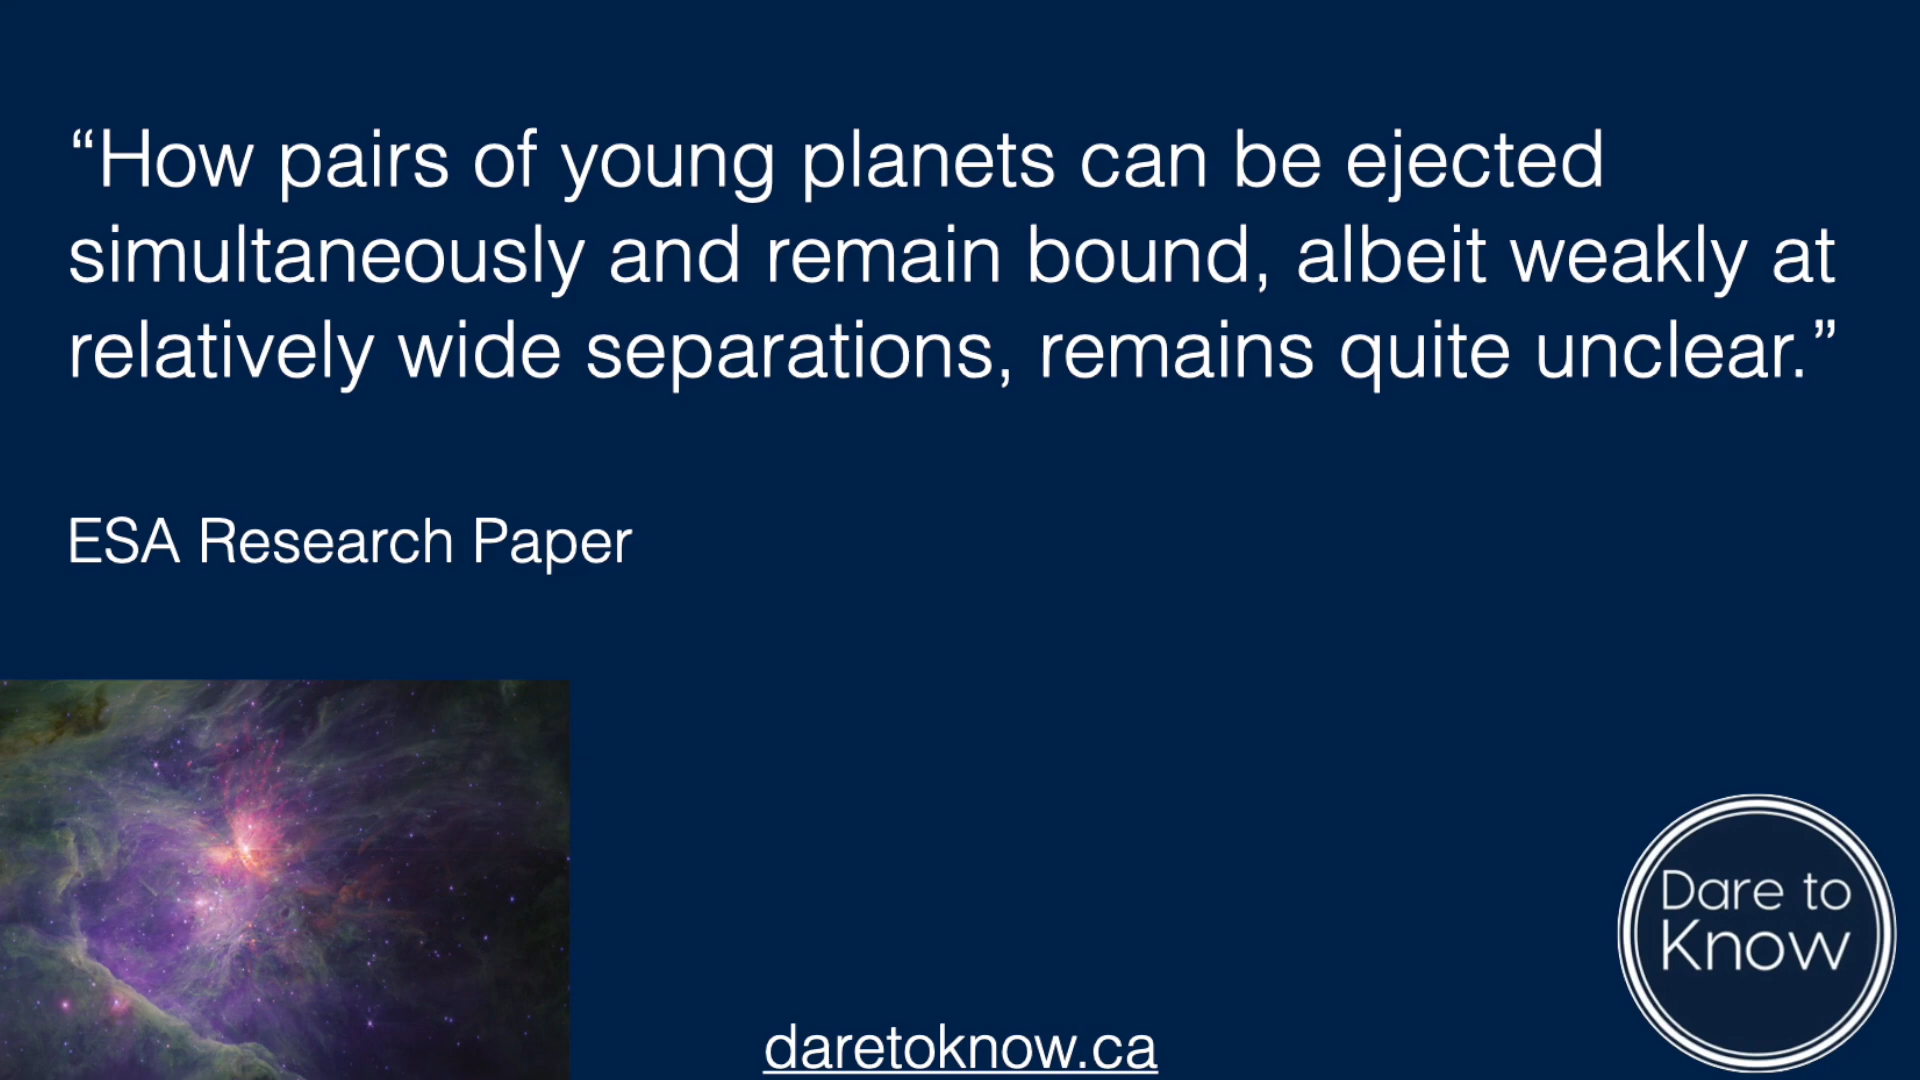 “How pairs of young planets can be ejected
simultaneously and remain bound, albeit weakly at
relatively wide separations, remains quite unclear.”
ESA Research Paper
Dare to
Know
daretoknow.ca